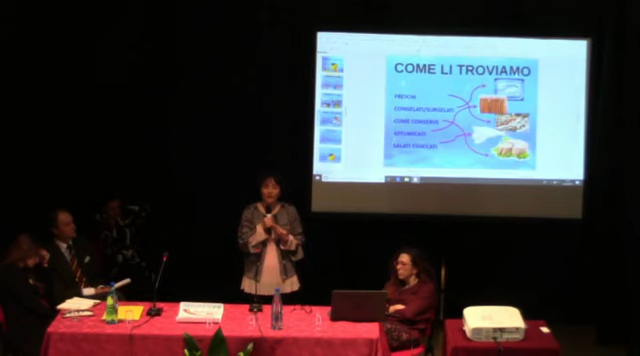 COME LI TROVIAMO
FRESCHI
CONGELATI/SURGELATI
COME CONSERVE
AFFUMICATI
SALATI ESSICCATI